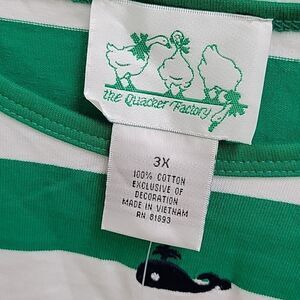 the Quacker Factory
3X
100% COTTON
EXCLUSIVE OF
DECORATION
MADE IN VIETNAM
RN 81893